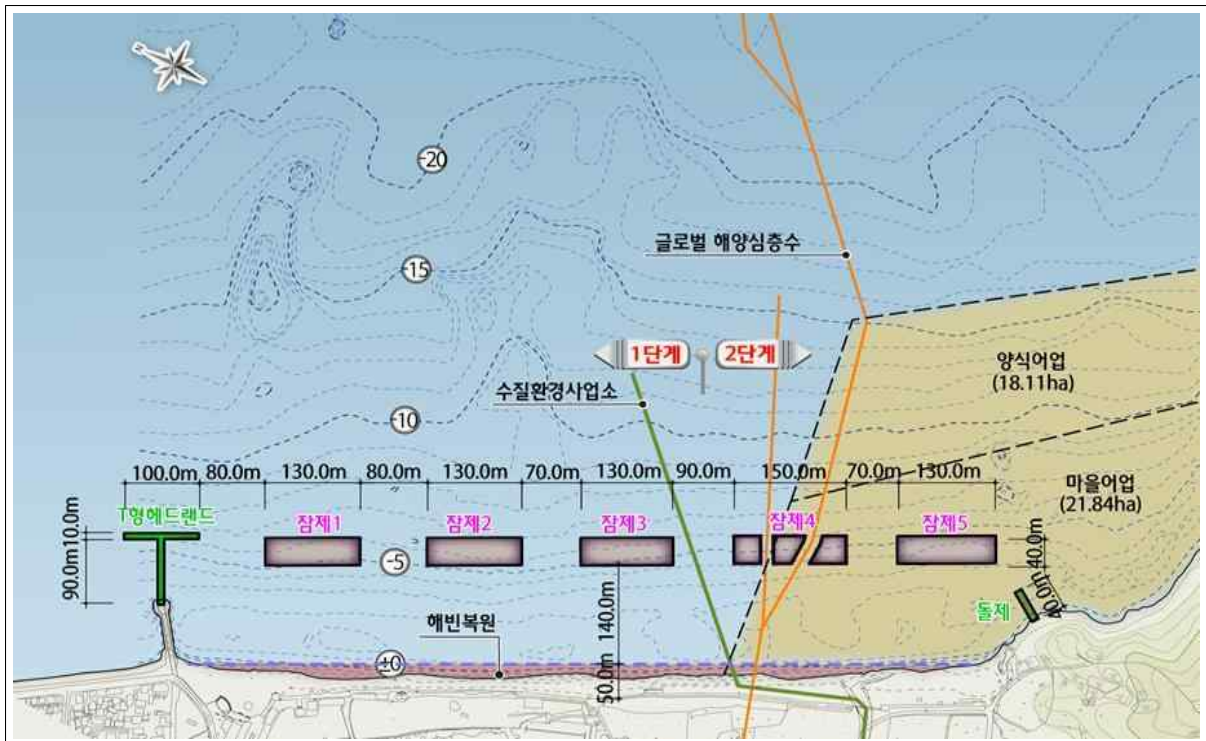 -20
글로벌 해양심층수
-15
1단계
2단계
양식어업
(18.11ha)
수질환경사업소
-10
100.0m
80.0m
130.0m
80.0m
130.0m
70.0m
130.0m
90.0m
150.0m
70.0m
130.0m
마을어업
(21.84ha)
T형헤드랜드
잠제1
잠제2
잠제3
잠제4
잠제5
10.0m
90.0m
-5
40.0m
140.0m
40.0m
돌제
해빈복원
±0
50.0m